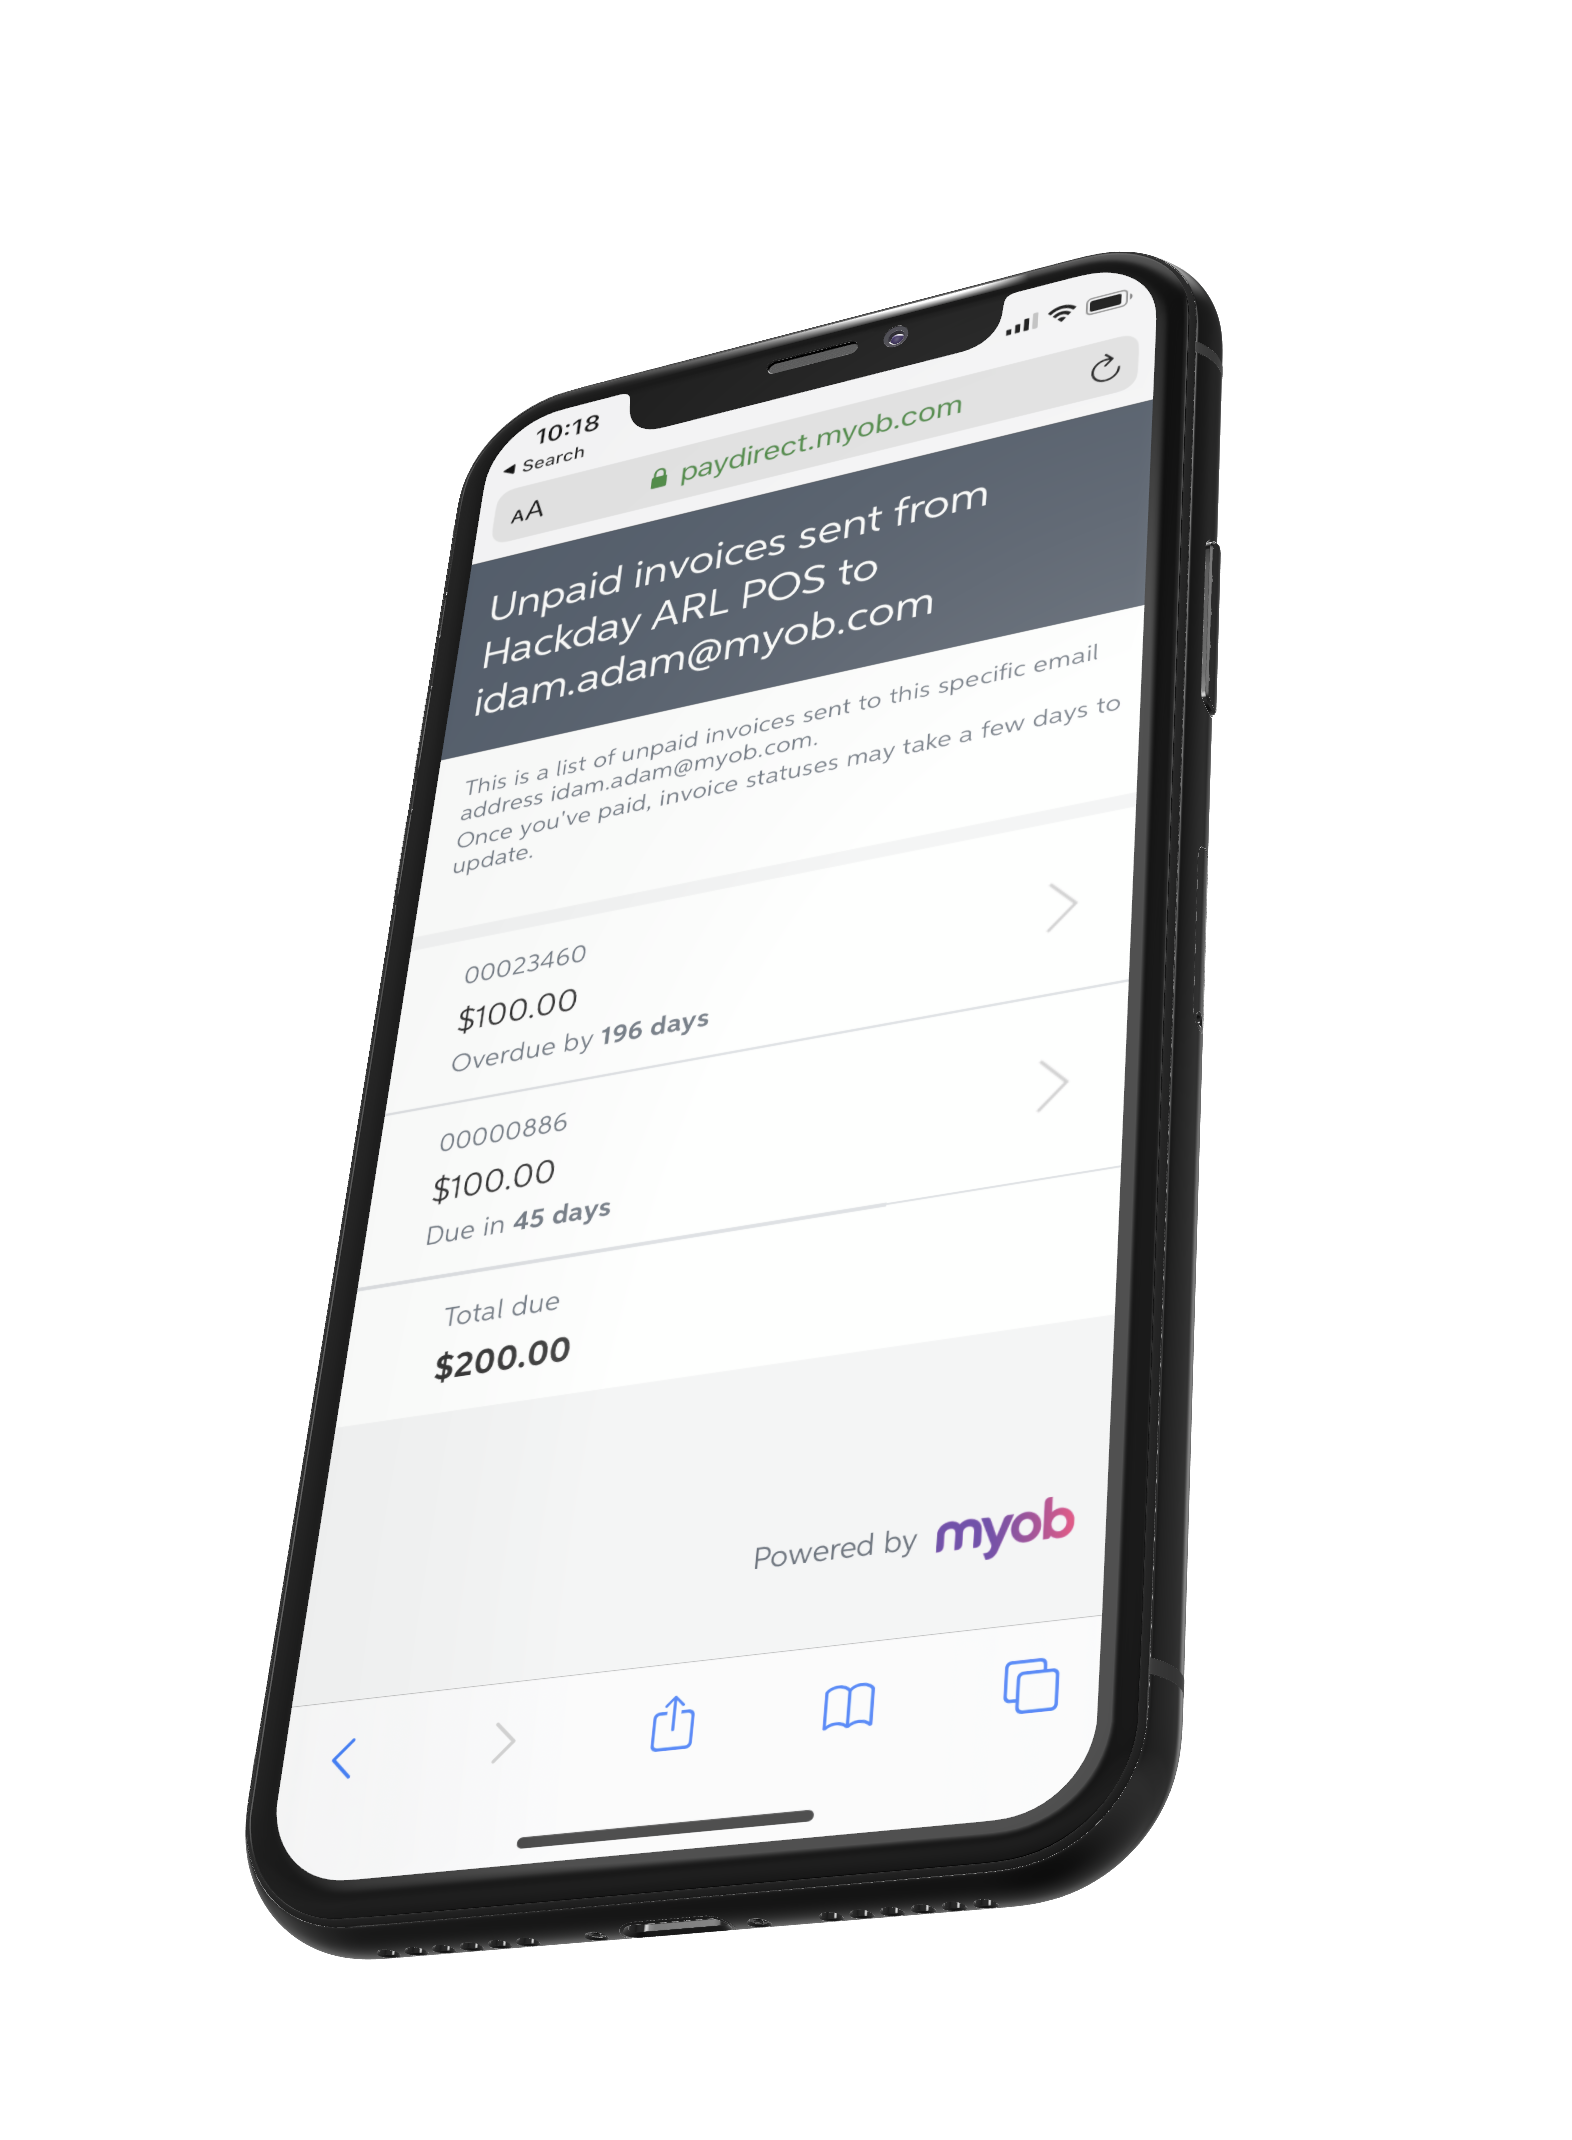 10:18
Search
AA
paydirect.myob.com
Unpaid invoices sent from
Hackday ARL POS to
idam.adam@myob.com
This is a list of unpaid invoices sent to this specific email
address idam.adam@myob.com.
Once you've paid, invoice statuses may take a few days to
update.
00023460
$100.00
Overdue by 196 days
00000886
$100.00
Due in 45 days
Total due
$200.00
Powered by myob